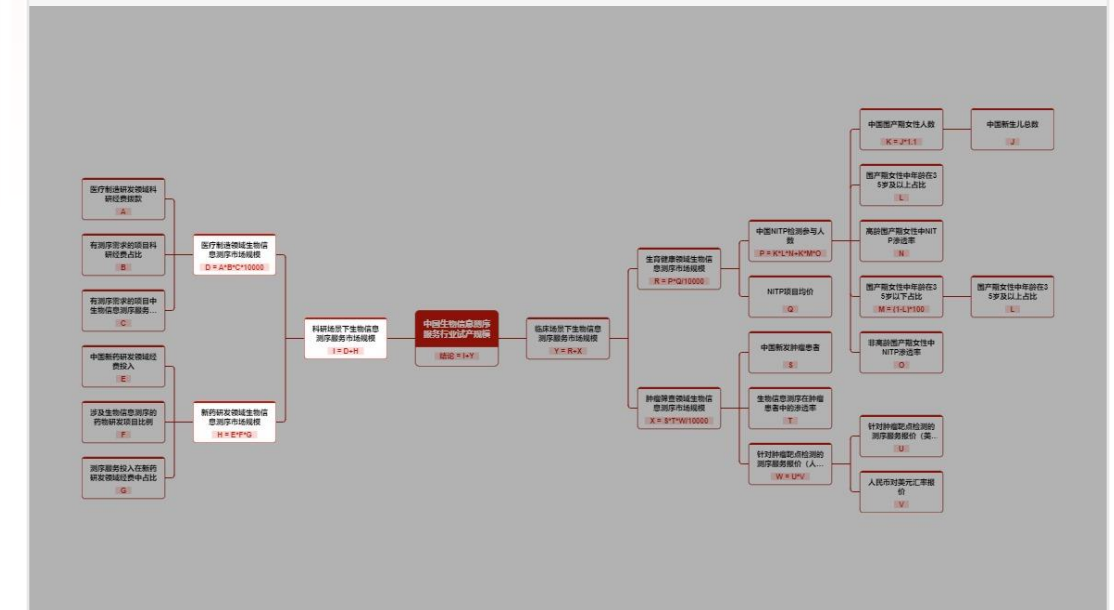 医疗制造研发领域科
研经费拨款
A
有测序需求的项目科
研经费占比
B
有测序需求的项目中
生物信息测序服务...
C
中国新药研发领域经
费投入
E
涉及生物信息测序的
药物研发项目比例
F
测序服务投入在新药
研发领域经费中占比
G
医疗制造领域生物信
息测序市场规模
D = A*B*C*10000
新药研发领域生物信
息测序市场规模
H = E*F*G
科研场景下生物信息
测序服务市场规模
I = D+H
中国生物信息测序
服务行业试产规模
结论 = I+Y
临床场景下生物信息
测序服务市场规模
Y = R+X
生育健康领域生物信
息测序市场规模
R = P*Q/10000
肿瘤筛查领域生物信
息测序市场规模
X = S*T*W/10000
中国NITP检测参与人
数
P = K*L*N+K*M*O
NITP项目均价
Q
中国新发肿瘤患者
S
生物信息测序在肿瘤
患者中的渗透率
T
针对肿瘤靶点检测的
测序服务报价（人...
W = U*V
中国围产期女性人数
K = J*1.1
围产期女性中年龄在3
5岁及以上占比
L
高龄围产期女性中NIT
P渗透率
N
围产期女性中年龄在3
5岁以下占比
M = (1-L)*100
非高龄围产期女性中
NITP渗透率
O
针对肿瘤靶点检测的
测序服务报价（美...
U
人民币对美元汇率报
价
V
中国新生儿总数
J
围产期女性中年龄在3
5岁及以上占比
L